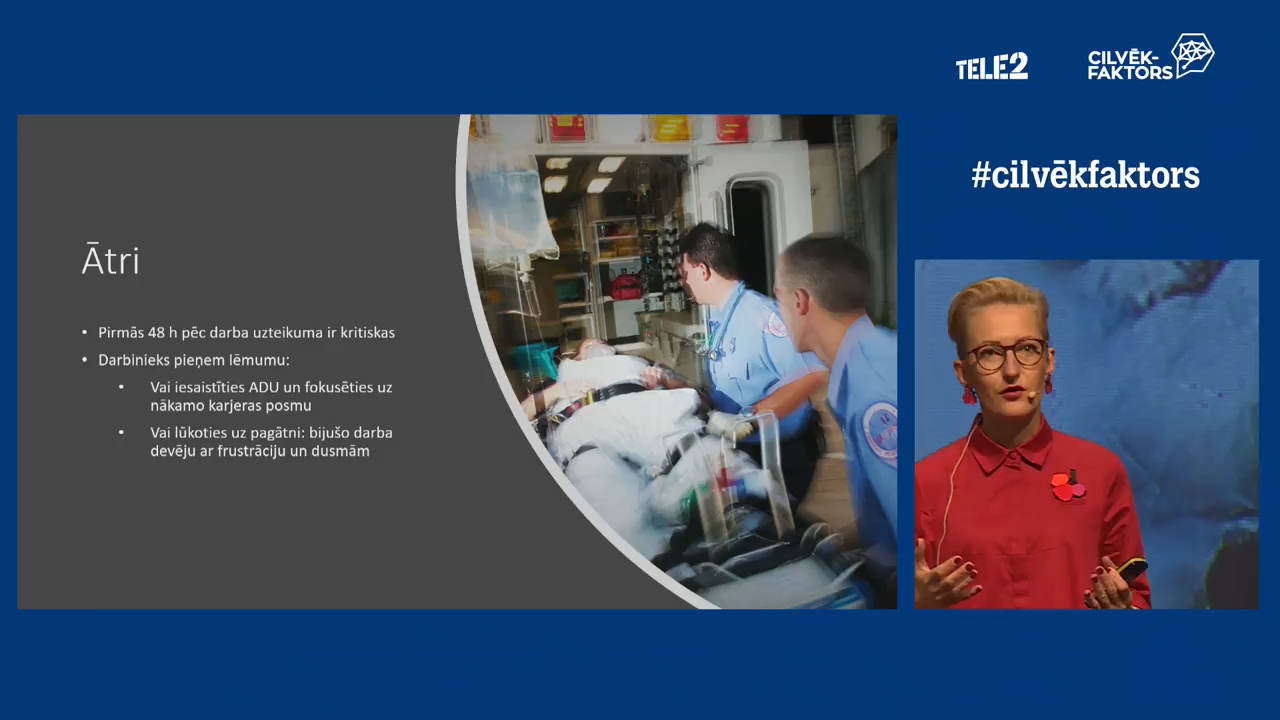 TELE2
CILVĒK-
FAKTORS
#cilvēkfaktors
Ātri
• Pirmās 48 h pēc darba uzteikuma ir kritiskas
• Darbinieks pieņem lēmumu:
• Vai iesaistīties ADU un fokusēties uz
nākamo karjeras posmu
• Vai lūkoties uz pagātni: bijušo darba
devēju ar frustrāciju un dusmām